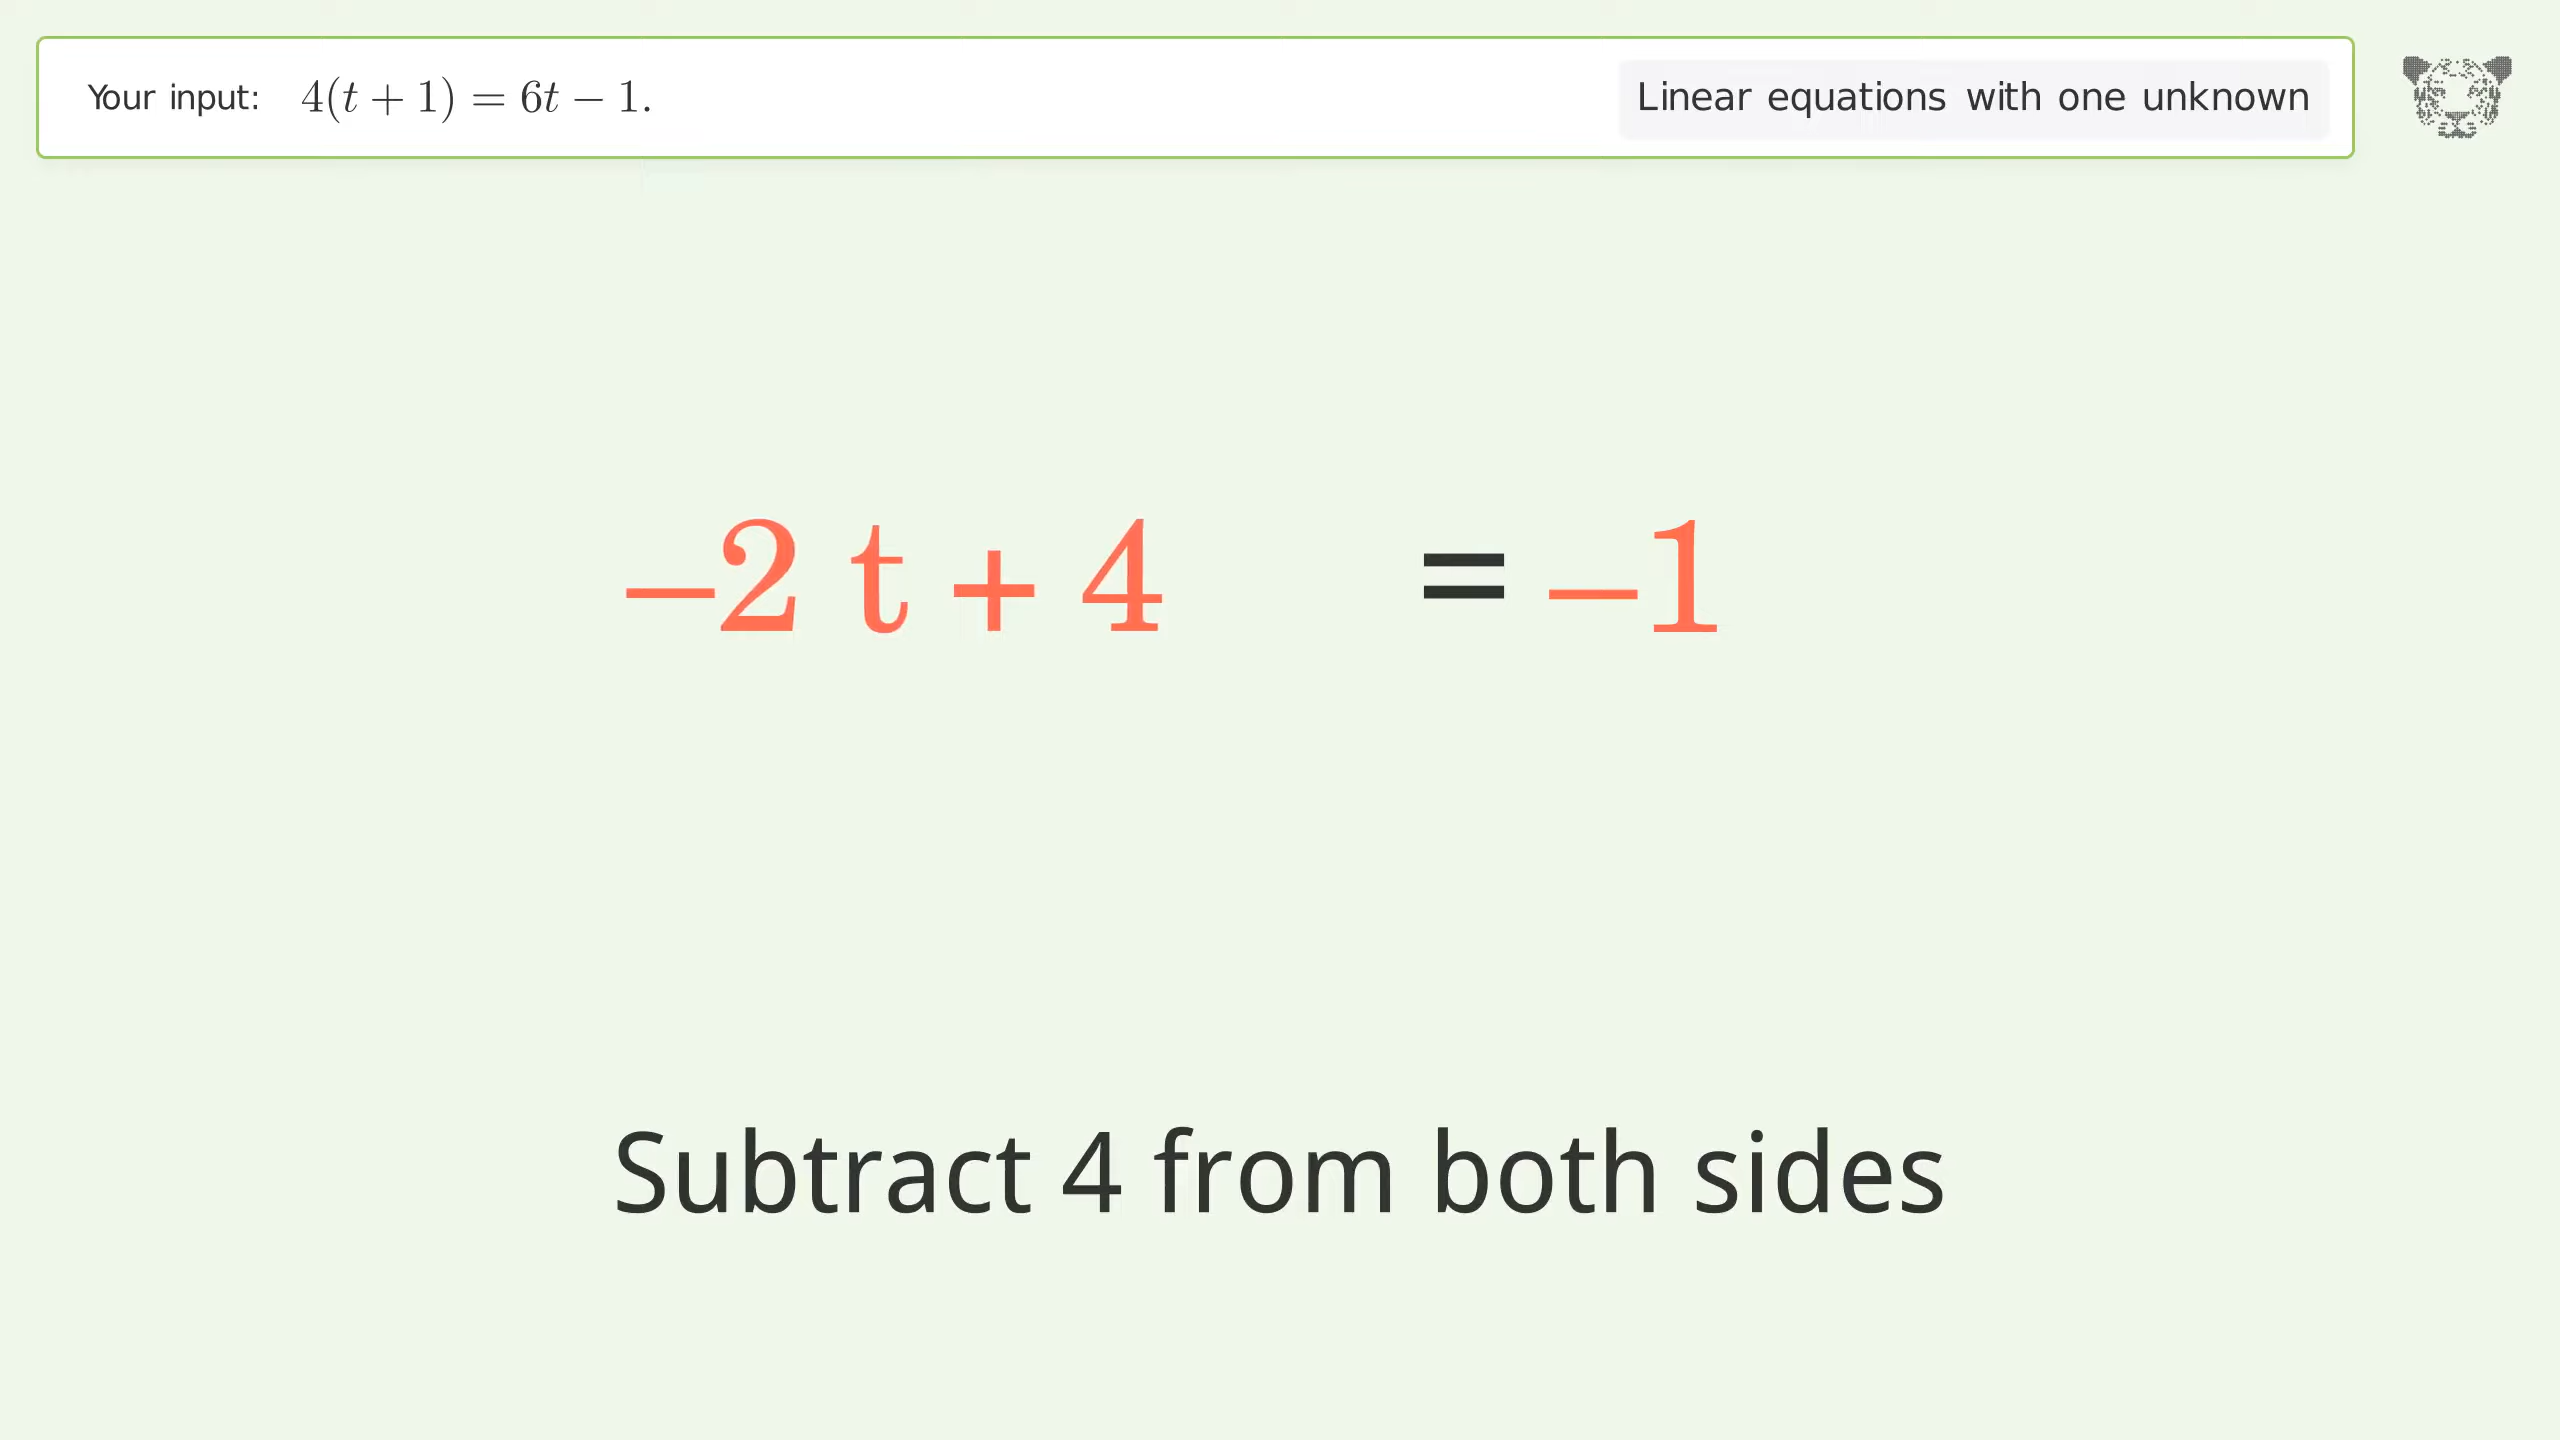 Your input: 4(t + 1) = 6t − 1.
Linear equations with one unknown
−2 t + 4 = −1
Subtract 4 from both sides